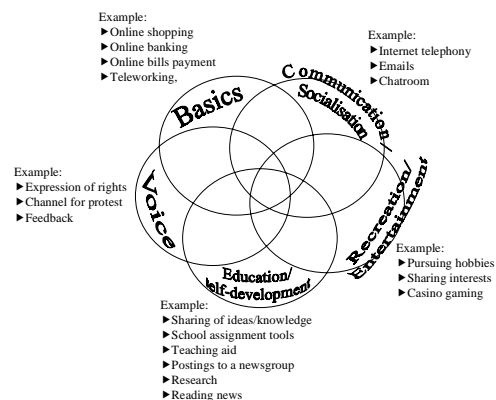 Example:
▶Online shopping
▶Online banking
▶Online bills payment
▶Teleworking,
Example:
▶Internet telephony
▶Emails
▶Chatroom
Basics
Communication/
Socialisation
Example:
▶Expression of rights
▶Channel for protest
▶Feedback
Voice
Recreation/
Entertainment
Example:
▶Pursuing hobbies
▶Sharing interests
▶Casino gaming
Education/
elf-development
Example:
▶Sharing of ideas/knowledge
▶School assignment tools
▶Teaching aid
▶Postings to a newsgroup
▶Research
▶Reading news